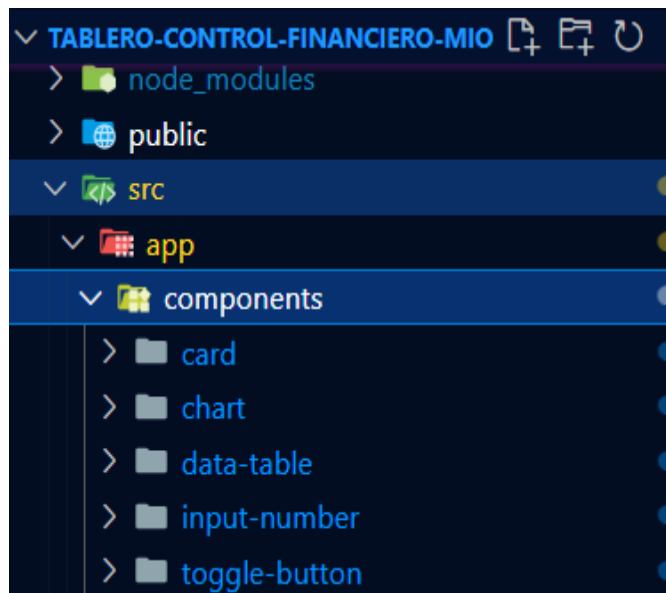 TABLERO-CONTROL-FINANCIERO-MIO
node_modules
public
src
app
components
card
chart
data-table
input-number
toggle-button